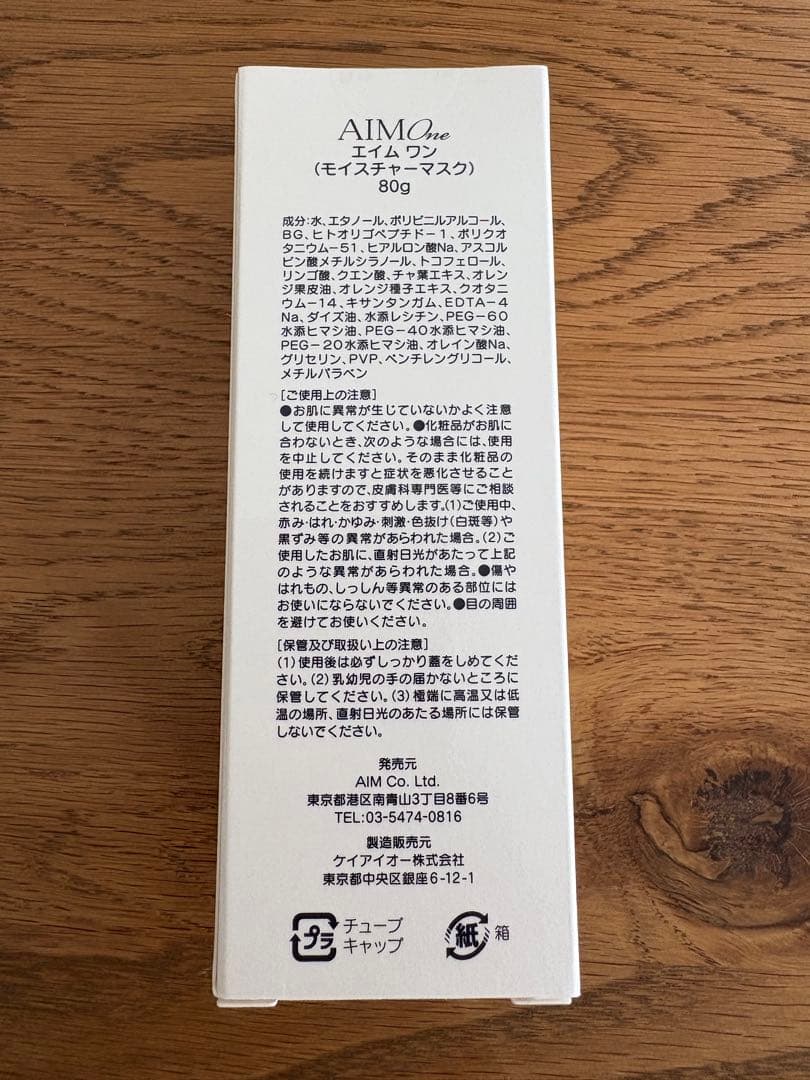 AIM One
エイム ワン
(モイスチャーマスク)
80g
成分:水、エタノール、ポリビニルアルコール、
BG、ヒトオリゴペプチド-1、ポリクオ
タニウム-51、ヒアルロン酸Na、アスコル
ビン酸メチルシラノール、トコフェロール、
リンゴ酸、クエン酸、チャ葉エキス、オレン
ジ果皮油、オレンジ種子エキス、クオタニ
ウム-14、キサンタンガム、EDTA-4
Na、ダイズ油、水添レシチン、PEG-60
水添ヒマシ油、PEG-40水添ヒマシ油、
PEG-20水添ヒマシ油、オレイン酸Na、
グリセリン、PVP、ペンチレングリコール、
メチルパラベン
[ご使用上の注意]
●お肌に異常が生じていないかよく注意
して使用してください。●化粧品がお肌に
合わないとき、次のような場合には、使用
を中止してください。そのまま化粧品の
使用を続けますと症状を悪化させること
がありますので、皮膚科専門医等にご相談
されることをおすすめします。(1)ご使用中、
赤み・はれ・かゆみ・刺激・色抜け(白斑等)や
黒ずみ等の異常があらわれた場合。(2)ご
使用したお肌に、直射日光があたって上記
のような異常があらわれた場合。●傷や
はれもの、しっしん等異常のある部位には
お使いにならないでください。●目の周囲
を避けてお使いください。
[保管及び取扱い上の注意]
(1)使用後は必ずしっかり蓋をしめてくだ
さい。(2)乳幼児の手の届かないところに
保管してください。(3)極端に高温又は低
温の場所、直射日光のあたる場所には保管
しないでください。
発売元
AIM Co. Ltd.
東京都港区南青山3丁目8番6号
TEL:03-5474-0816
製造販売元
ケイアイオー株式会社
東京都中央区銀座6-12-1
プラ チューブ
キャップ
紙 箱